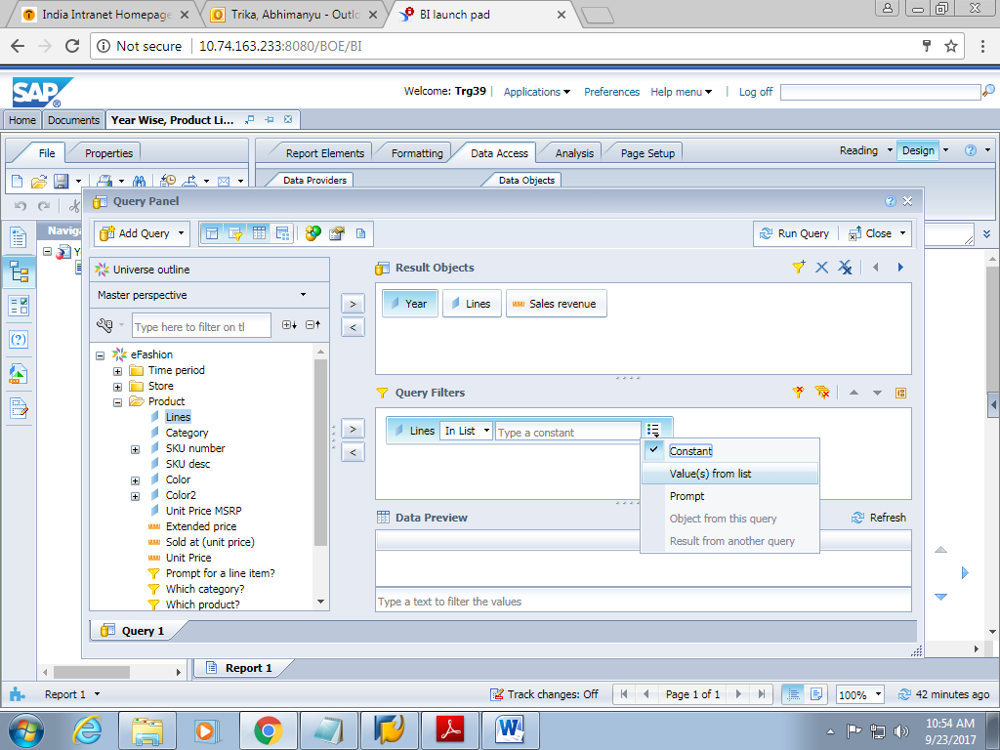 India Intranet Homepage
Trika, Abhimanyu - Outl
BI launch pad
Not secure
10.74.163.233:8080/BOE/BI
SAP
Welcome: Trg39
Applications
Preferences
Help menu
Log off
Home
Documents
Year Wise, Product Li...
File
Properties
Report Elements
Formatting
Data Access
Analysis
Page Setup
Reading
Design
Data Providers
Data Objects
Query Panel
Add Query
Run Query
Close
Universe outline
Master perspective
Type here to filter on tl
eFashion
Time period
Store
Product
Lines
Category
SKU number
SKU desc
Color
Color2
Unit Price MSRP
Extended price
Sold at (unit price)
Unit Price
Prompt for a line item?
Which category?
Which product?
Result Objects
Year
Lines
Sales revenue
Query Filters
Lines
In List
Type a constant
Constant
Value(s) from list
Prompt
Object from this query
Result from another query
Data Preview
Refresh
Type a text to filter the values
Query 1
Report 1
Report 1
Track changes: Off
Page 1 of 1
100%
42 minutes ago
10:54 AM
9/23/2017